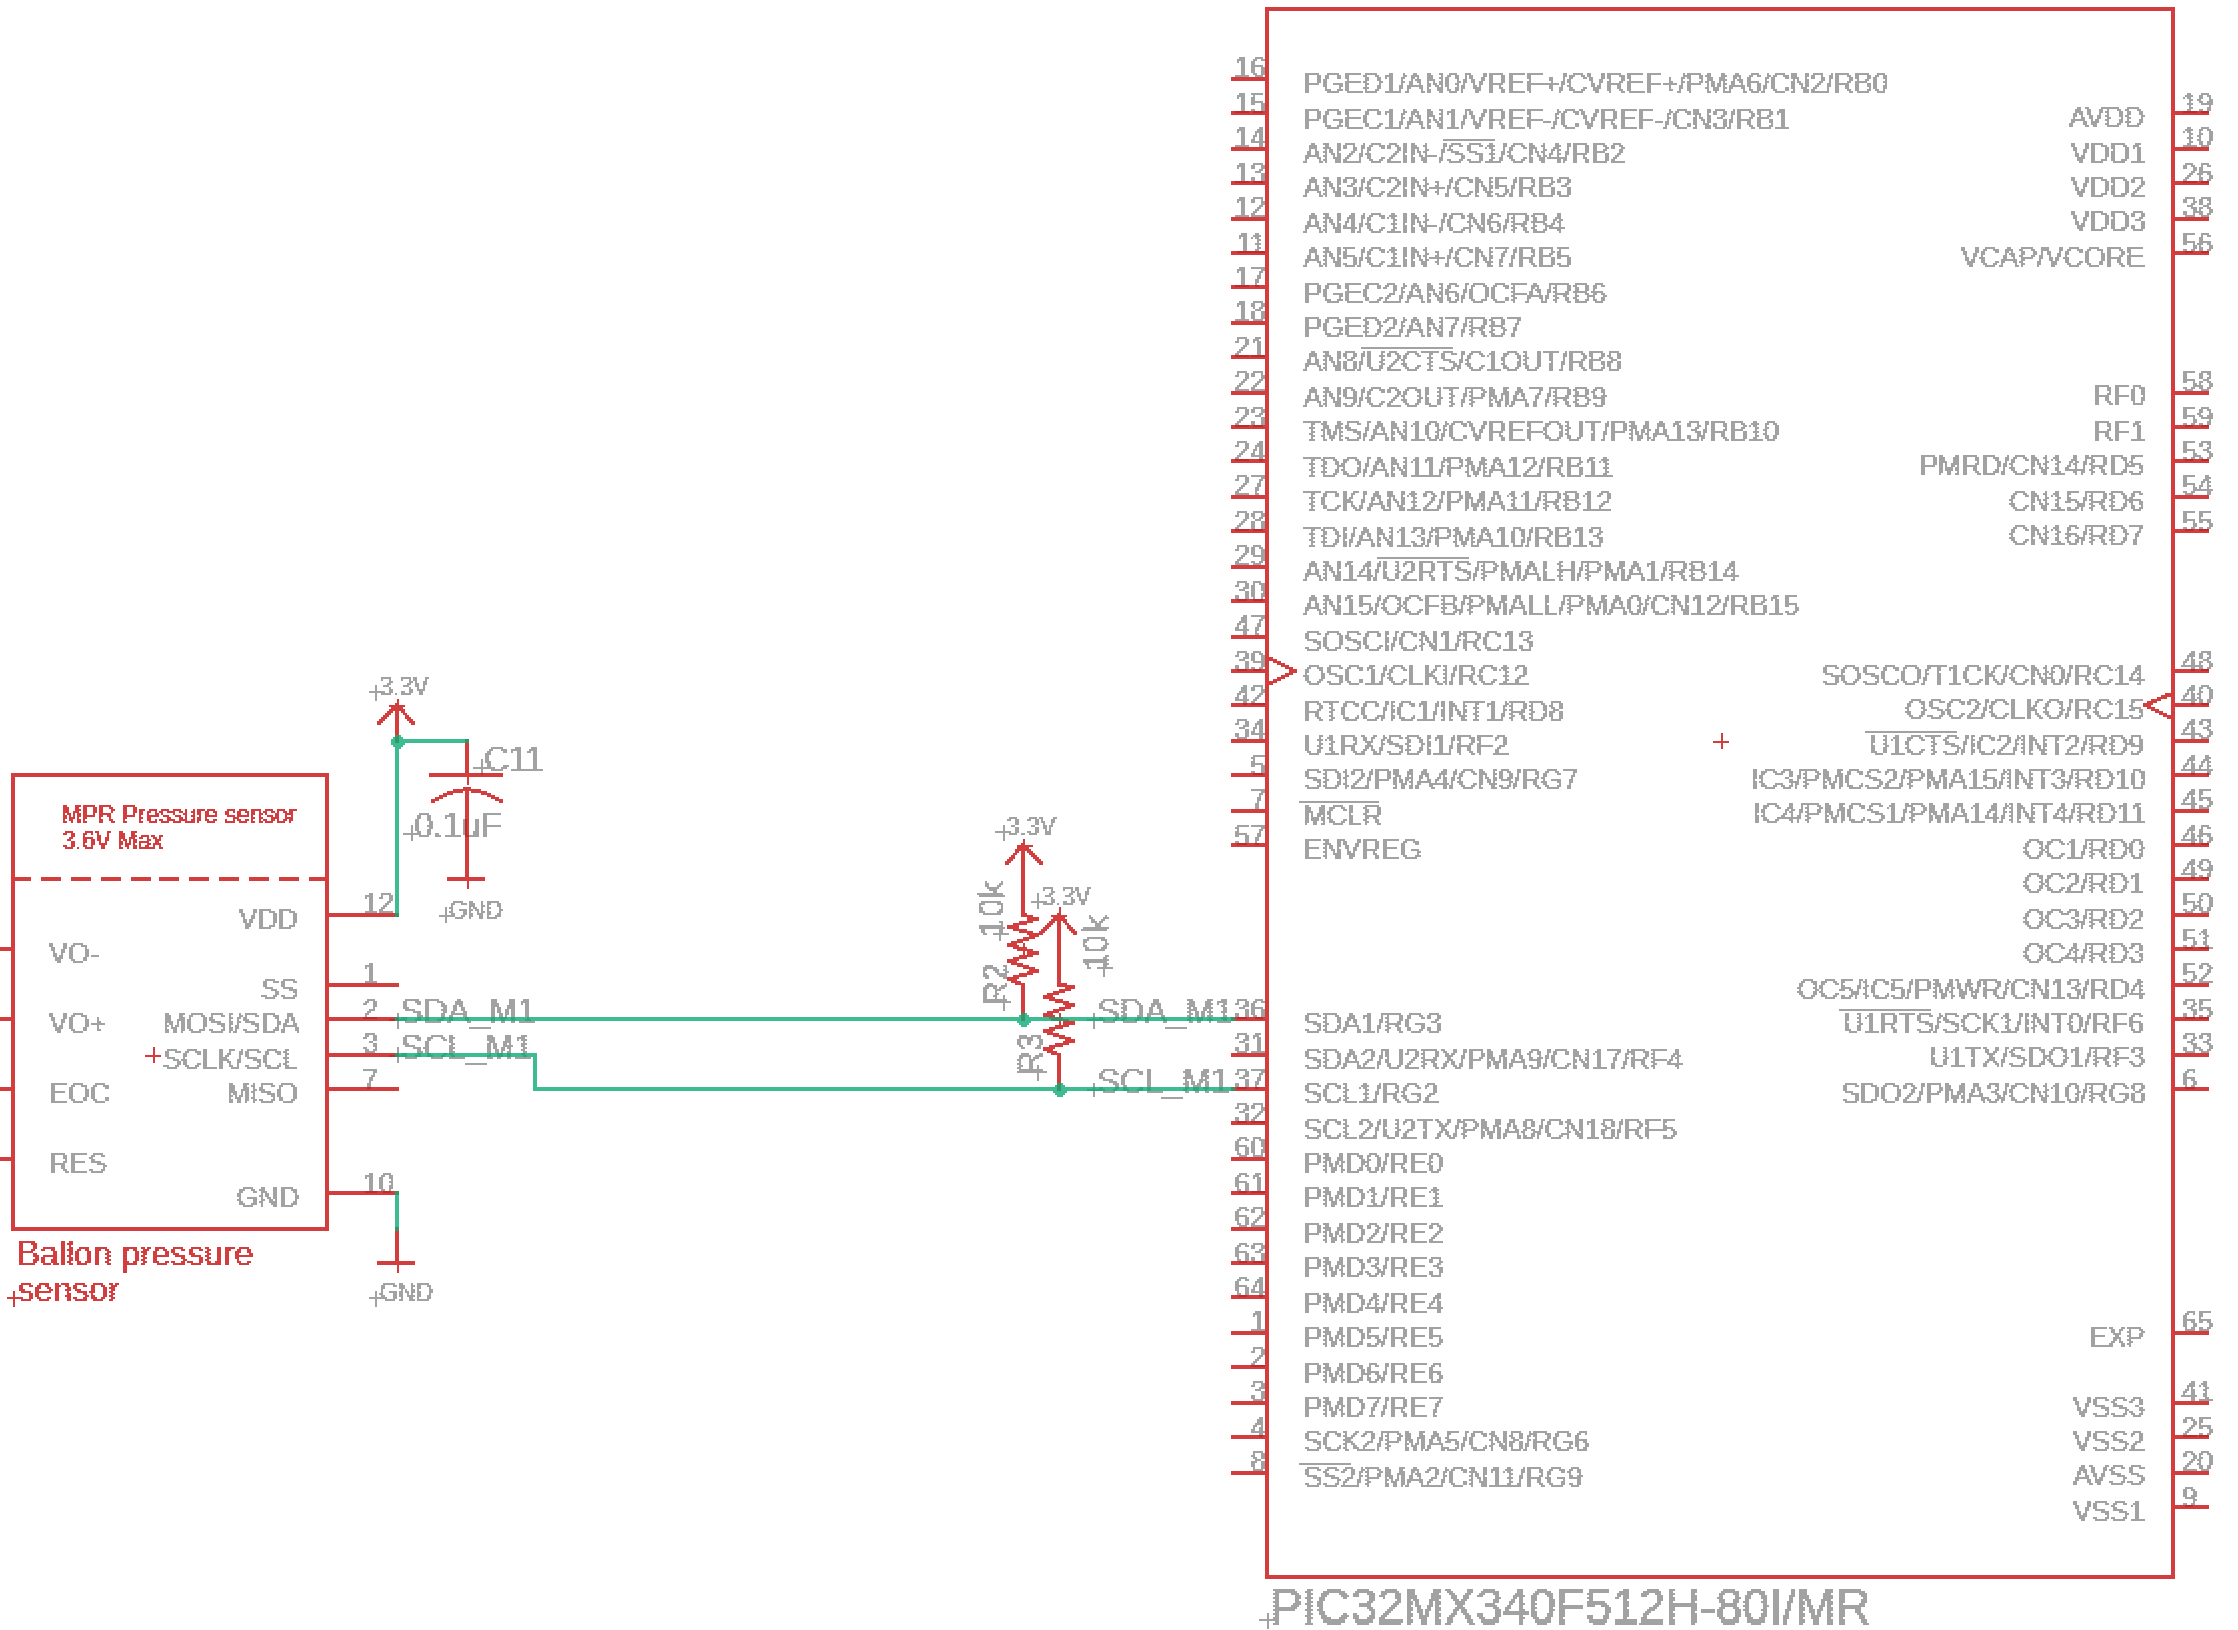 MPR Pressure sensor
3.6V Max
VDD
VO-
SS
VO+
MOSI/SDA
SCLK/SCL
EOC
MISO
RES
GND
12
1
2
3
7
10
Ballon pressure
sensor
3.3V
C11
0.1uF
GND
SDA_M1
SCL_M1
GND
3.3V
10k
R2
3.3V
10k
R3
SDA_M1
SCL_M1
16 PGED1/AN0/VREF+/CVREF+/PMA6/CN2/RB0
15 PGEC1/AN1/VREF-/CVREF-/CN3/RB1
14 AN2/C2IN-/SS1/CN4/RB2
13 AN3/C2IN+/CN5/RB3
12 AN4/C1IN-/CN6/RB4
11 AN5/C1IN+/CN7/RB5
17 PGEC2/AN6/OCFA/RB6
18 PGED2/AN7/RB7
21 AN8/U2CTS/C1OUT/RB8
22 AN9/C2OUT/PMA7/RB9
23 TMS/AN10/CVREFOUT/PMA13/RB10
24 TDO/AN11/PMA12/RB11
27 TCK/AN12/PMA11/RB12
28 TDI/AN13/PMA10/RB13
29 AN14/U2RTS/PMALH/PMA1/RB14
30 AN15/OCFB/PMALL/PMA0/CN12/RB15
47 SOSCI/CN1/RC13
39 OSC1/CLKI/RC12
42 RTCC/IC1/INT1/RD8
34 U1RX/SDI1/RF2
5 SDI2/PMA4/CN9/RG7
7 MCLR
57 ENVREG
36 SDA1/RG3
31 SDA2/U2RX/PMA9/CN17/RF4
37 SCL1/RG2
32 SCL2/U2TX/PMA8/CN18/RF5
60 PMD0/RE0
61 PMD1/RE1
62 PMD2/RE2
63 PMD3/RE3
64 PMD4/RE4
1 PMD5/RE5
2 PMD6/RE6
3 PMD7/RE7
4 SCK2/PMA5/CN8/RG6
8 SS2/PMA2/CN11/RG9
AVDD 19
VDD1 10
VDD2 26
VDD3 38
VCAP/VCORE 56
RF0 58
RF1 59
PMRD/CN14/RD5 53
CN15/RD6 54
CN16/RD7 55
SOSCO/T1CK/CN0/RC14 48
OSC2/CLKO/RC15 40
U1CTS/IC2/INT2/RD9 43
IC3/PMCS2/PMA15/INT3/RD10 44
IC4/PMCS1/PMA14/INT4/RD11 45
OC1/RD0 46
OC2/RD1 49
OC3/RD2 50
OC4/RD3 51
OC5/IC5/PMWR/CN13/RD4 52
U1RTS/SCK1/INT0/RF6 35
U1TX/SDO1/RF3 33
SDO2/PMA3/CN10/RG8 6
EXP 65
VSS3 41
VSS2 25
AVSS 20
VSS1 9
PIC32MX340F512H-80I/MR